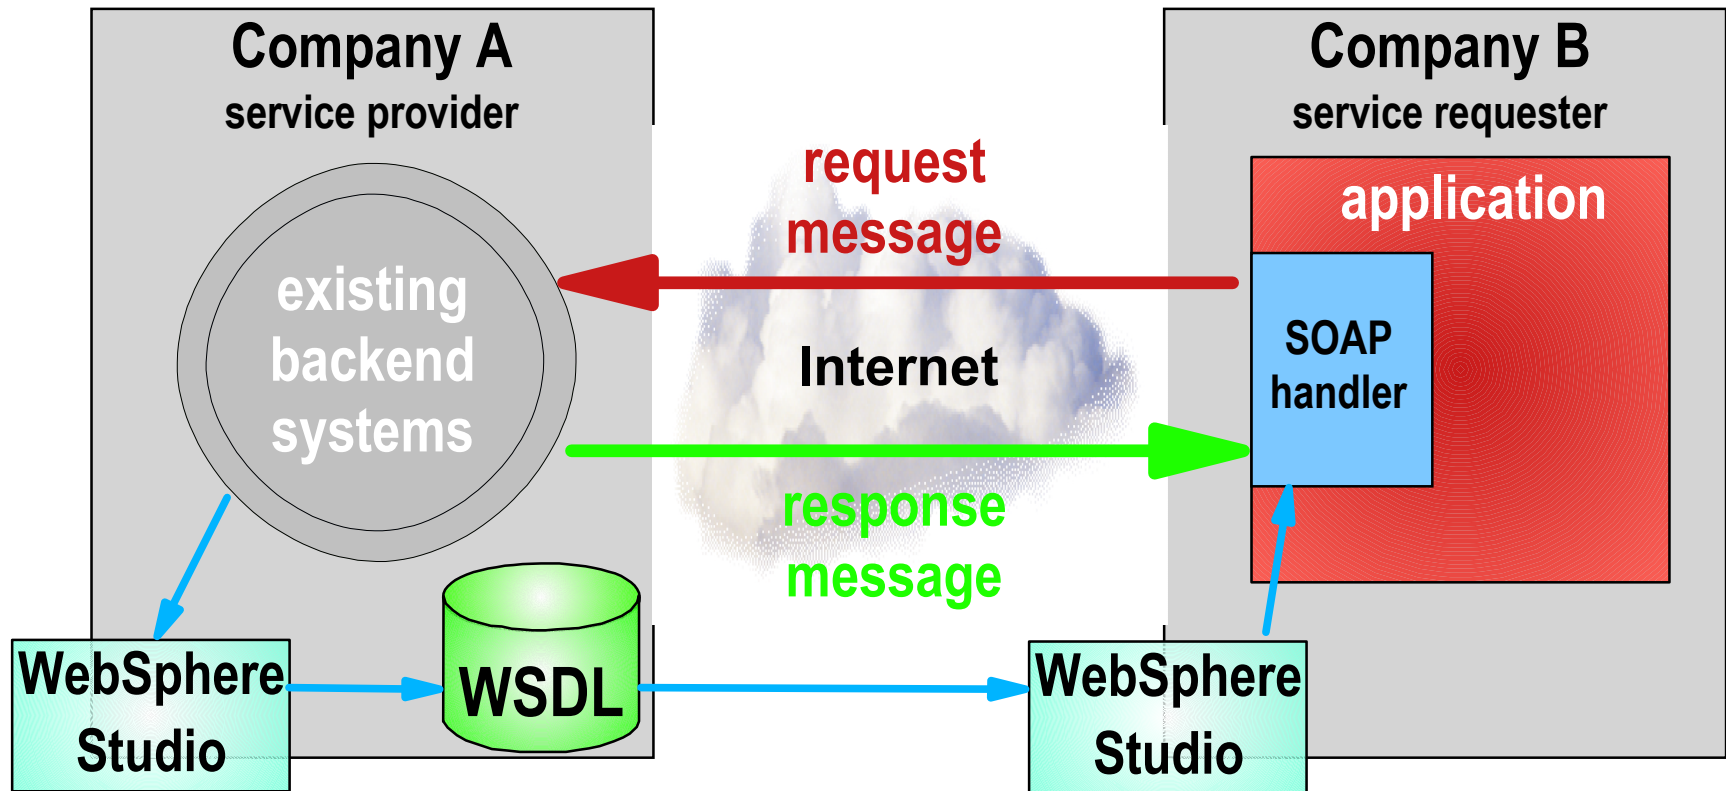 Company A
service provider
existing
backend
systems
WebSphere
Studio
WSDL
request
message
Internet
response
message
Company B
service requester
application
SOAP
handler
WebSphere
Studio